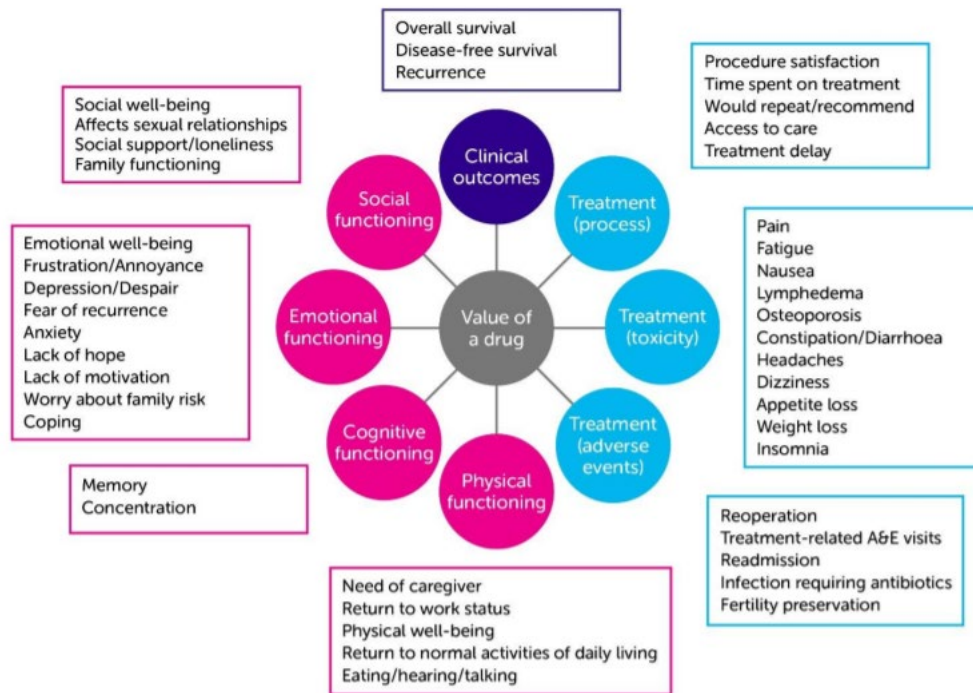 Overall survival
Disease-free survival
Recurrence
Procedure satisfaction
Time spent on treatment
Would repeat/recommend
Access to care
Treatment delay
Social well-being
Affects sexual relationships
Social support/loneliness
Family functioning
Clinical
outcomes
Social
functioning
Treatment
(process)
Emotional well-being
Frustration/Annoyance
Depression/Despair
Fear of recurrence
Anxiety
Lack of hope
Lack of motivation
Worry about family risk
Coping
Emotional
functioning
Value of
a drug
Treatment
(toxicity)
Pain
Fatigue
Nausea
Lymphedema
Osteoporosis
Constipation/Diarrhoea
Headaches
Dizziness
Appetite loss
Weight loss
Insomnia
Cognitive
functioning
Treatment
(adverse
events)
Physical
functioning
Memory
Concentration
Reoperation
Treatment-related A&E visits
Readmission
Infection requiring antibiotics
Fertility preservation
Need of caregiver
Return to work status
Physical well-being
Return to normal activities of daily living
Eating/hearing/talking